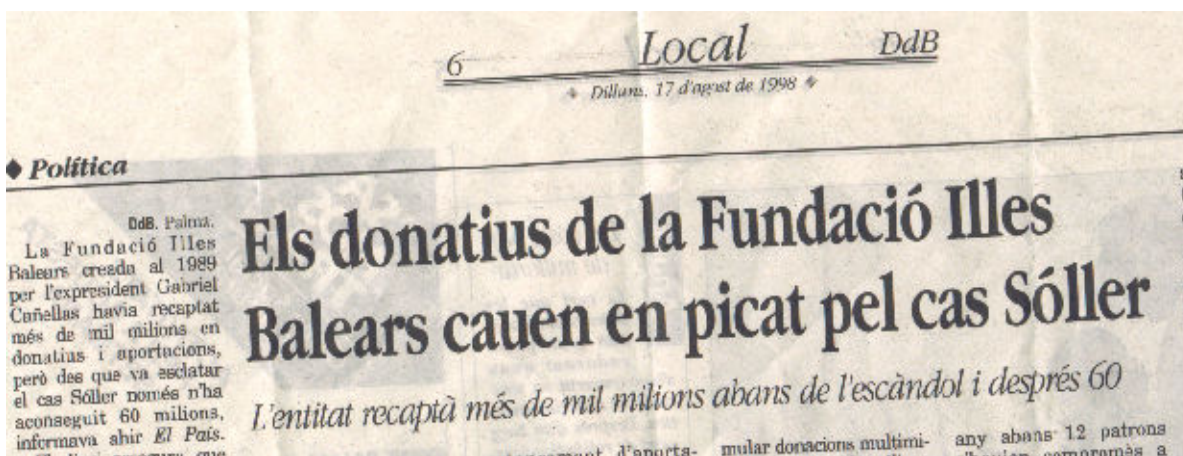 6 Local DdB
Dilluns, 17 d'agost de 1998
Política
DdB. Palma.
La Fundació Illes
Balears creada al 1989
per l'expresident Gabriel
Cañellas havia recaptat
més de mil milions en
donatius i aportacions,
però des que va esclatar
el cas Sóller només n'ha
aconseguit 60 milions,
informava ahir El País.
Els donatius de la Fundació Illes
Balears cauen en picat pel cas Sóller
L'entitat recaptà més de mil milions abans de l'escàndol i després 60
d'aporta-
mular donacions multimi-
any abans 12 patrons